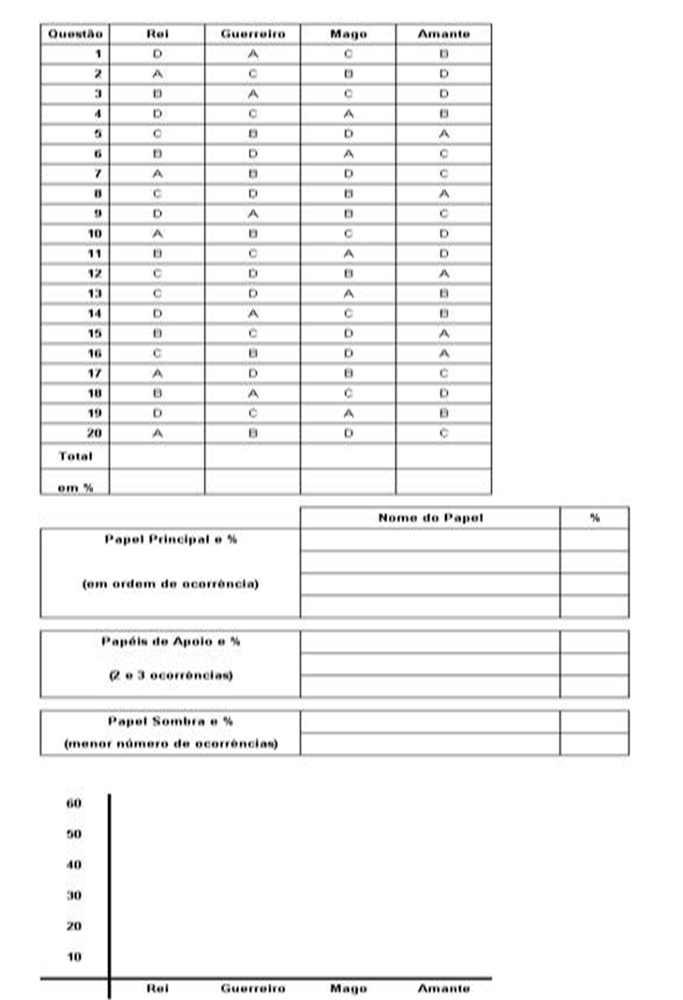 Questão Rei Guerreiro Mago Amante
1 D A C B
2 A C B D
3 B A C D
4 D C A B
5 C B D A
6 B D A C
7 A B D C
8 C D B A
9 D A B C
10 A B C D
11 B C A D
12 C D B A
13 C D A B
14 D A C B
15 B C D A
16 C B D A
17 A D B C
18 B A C D
19 D C A B
20 A B D C
Total
em %
Nome do Papel %
Papel Principal e %
(em ordem de ocorrência)
Papéis de Apoio e %
(2 e 3 ocorrências)
Papel Sombra e %
(menor número de ocorrências)
60
50
40
30
20
10
Rei Guerreiro Mago Amante